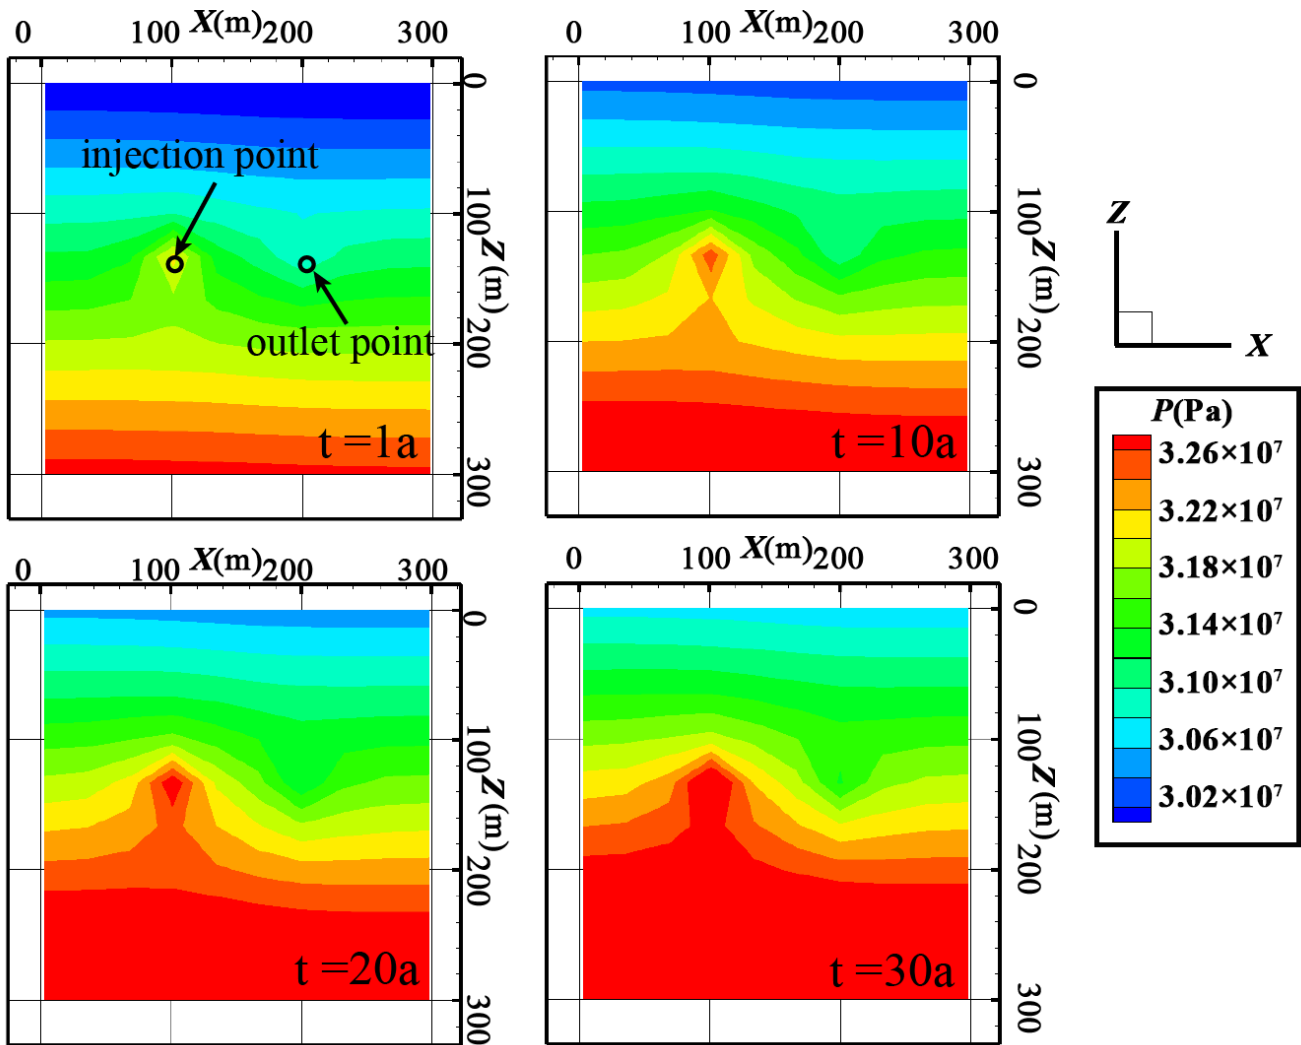 0 100 X(m) 200 300
0
100
Z(m)
200
300
injection point
outlet point
t =1a
0 100 X(m) 200 300
0
100
Z(m)
200
300
t =10a
Z
X
P(Pa)
3.26×10⁷
3.22×10⁷
3.18×10⁷
3.14×10⁷
3.10×10⁷
3.06×10⁷
3.02×10⁷
0 100 X(m) 200 300
0
100
Z(m)
200
300
t =20a
0 100 X(m) 200 300
0
100
Z(m)
200
300
t =30a